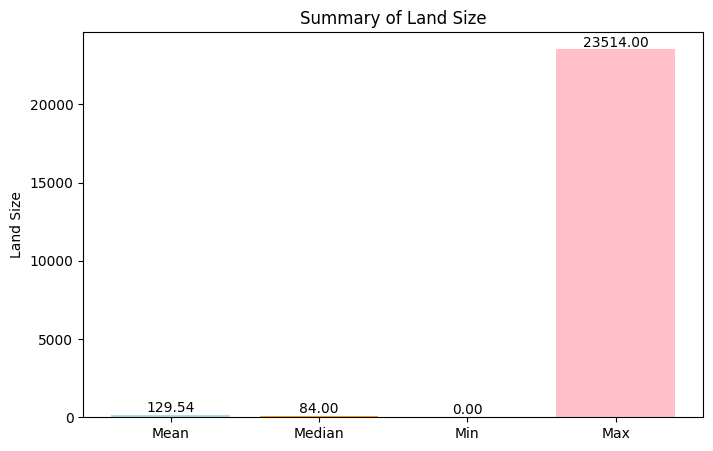 Summary of Land Size
23514.00
20000
15000
10000
5000
0
Land Size
129.54
84.00
0.00
Mean
Median
Min
Max